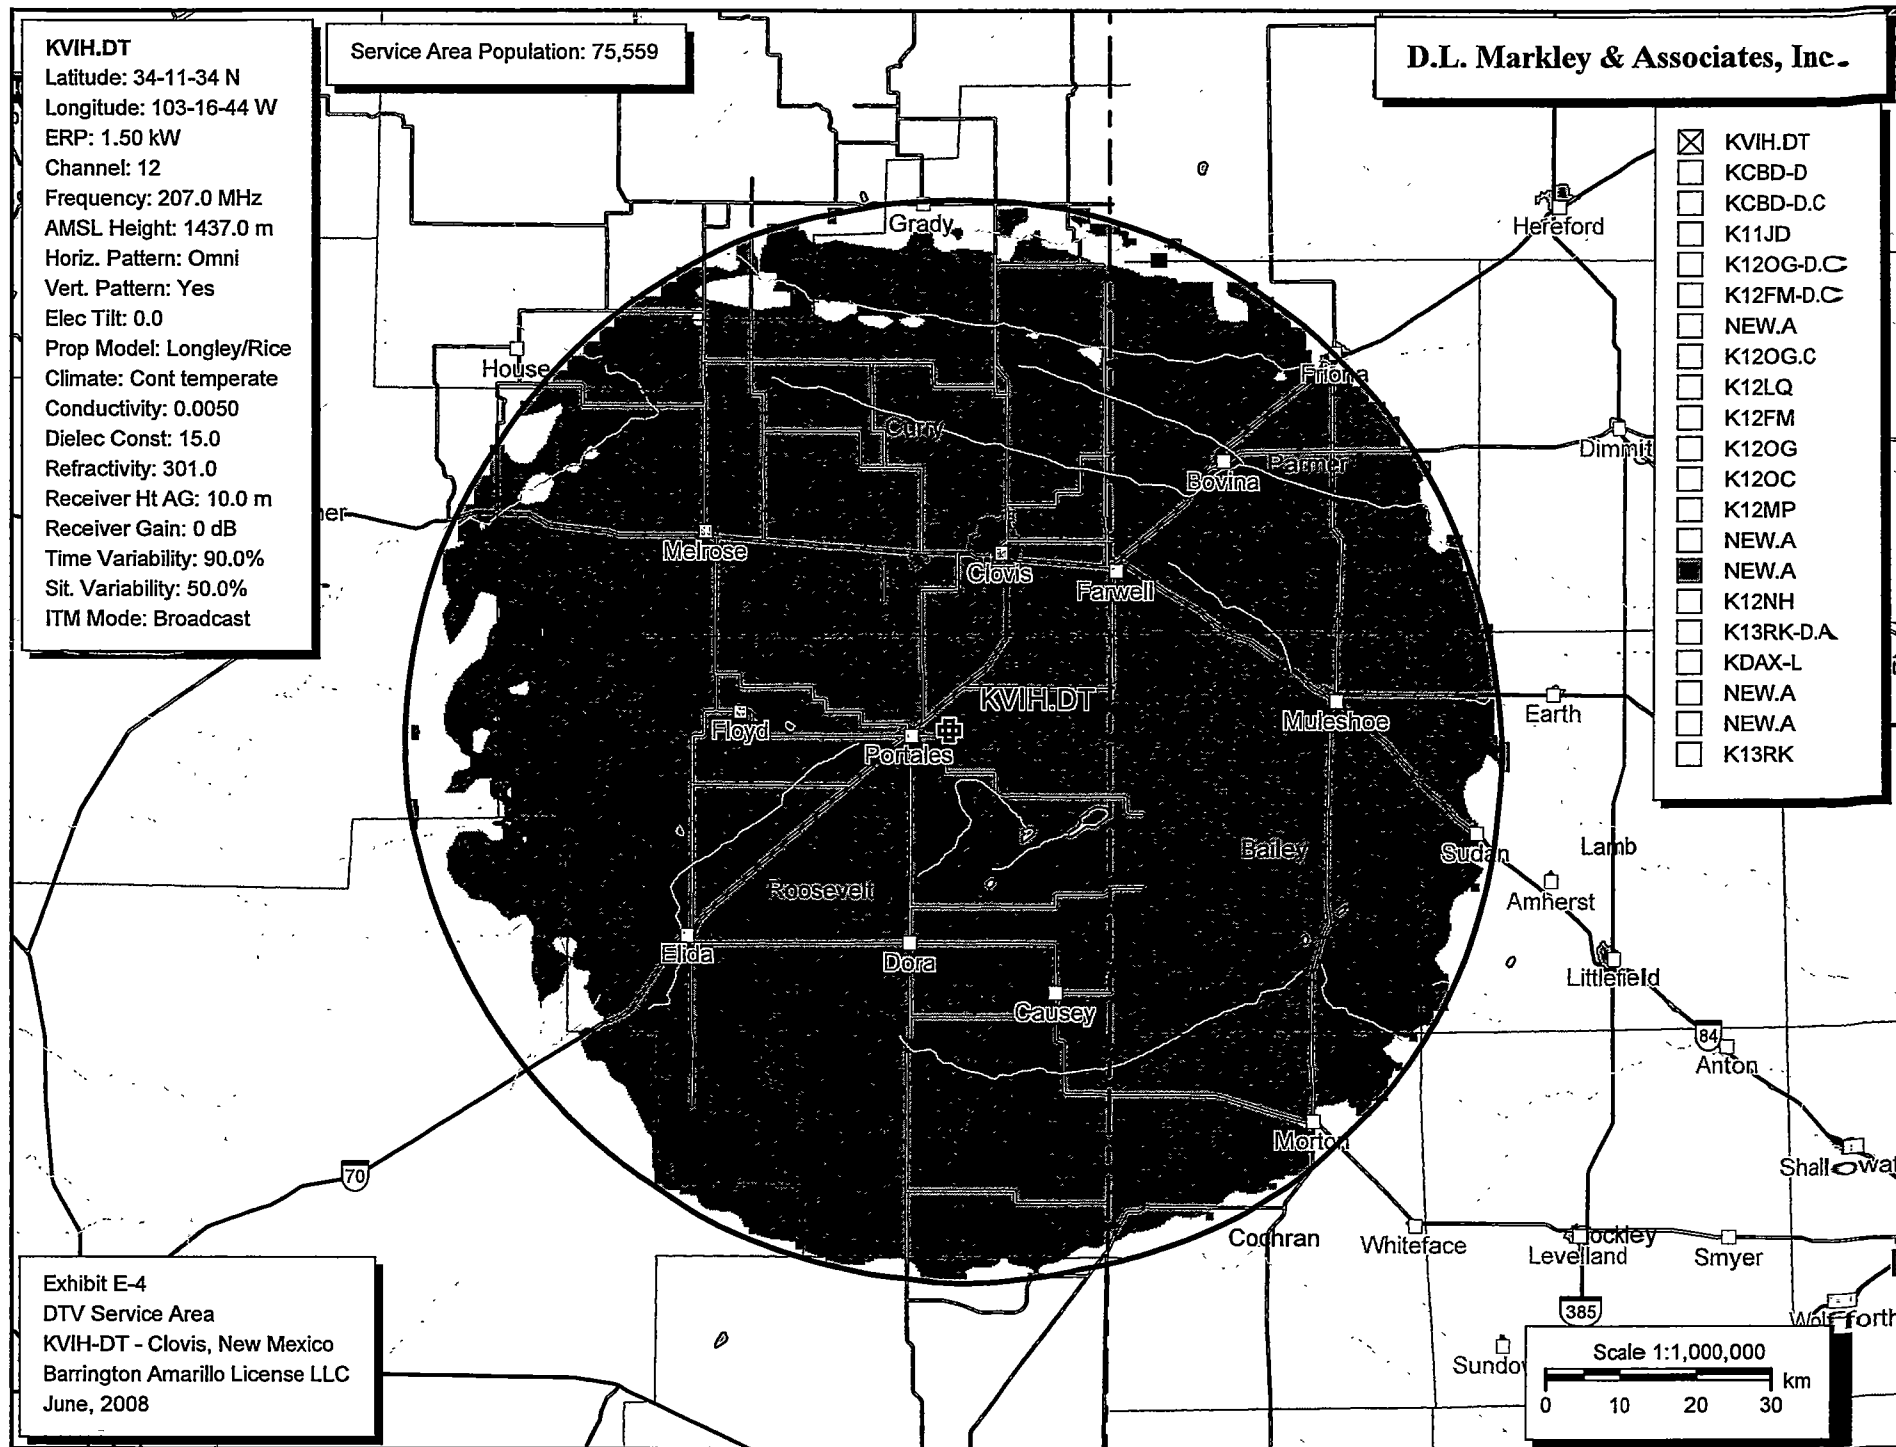 KVIH.DT
Latitude: 34-11-34 N
Longitude: 103-16-44 W
ERP: 1.50 kW
Channel: 12
Frequency: 207.0 MHz
AMSL Height: 1437.0 m
Horiz. Pattern: Omni
Vert. Pattern: Yes
Elec Tilt: 0.0
Prop Model: Longley/Rice
Climate: Cont temperate
Conductivity: 0.0050
Dielec Const: 15.0
Refractivity: 301.0
Receiver Ht AG: 10.0 m
Receiver Gain: 0 dB
Time Variability: 90.0%
Sit. Variability: 50.0%
ITM Mode: Broadcast
Service Area Population: 75,559
D.L. Markley & Associates, Inc.
KVIH.DT
KCBD-D
KCBD-D.C
K11JD
K12OG-D.C
K12FM-D.C
NEW.A
K12OG.C
K12LQ
K12FM
K12OG
K12OC
K12MP
NEW.A
NEW.A
K12NH
K13RK-D.A
KDAX-L
NEW.A
NEW.A
K13RK
Grady
Hereford
House
Friona
Curry
Parmer
Dimmit
Bovina
ner
Melrose
Clovis
Farwell
KVIH.DT
Floyd
Portales
Muleshoe
Earth
Bailey
Sudan
Lamb
Roosevelt
Amherst
Elida
Dora
Littlefield
Causey
84
Anton
Morton
70
Shallowat
Cochran
Whiteface
ockley
Levelland
Smyer
385
Wolfforth
Sundow
Exhibit E-4
DTV Service Area
KVIH-DT - Clovis, New Mexico
Barrington Amarillo License LLC
June, 2008
Scale 1:1,000,000
km
0 10 20 30